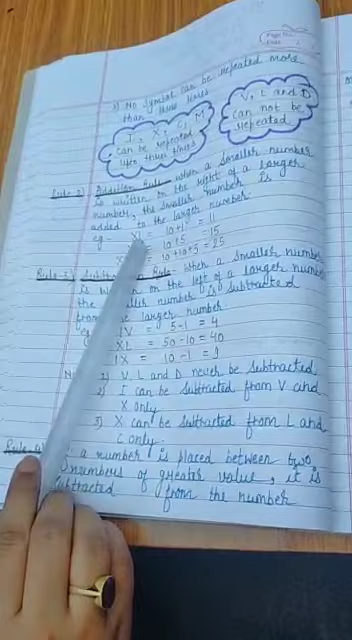 Page No.
Date
3) No symbol can be repeated more
than three times
I, X, C, M
can be repeated
upto three times
V, L and D
can not be
repeated
Rule-2) Addition Rule - When a smaller number
is written on the right of a larger
number, the smaller number is
added to the larger number
eg - XI = 10+1 = 11
= 10+5 = 15
= 10+10+5 = 25
Rule-3) Rule - When a smaller number
is on the left of a larger number
the number is subtracted
from larger number
IV = 5-1 = 4
XL = 50-10 = 40
IX = 10-1 = 9
1) V, L and D never be subtracted
2) I can be subtracted from V and
X only
3) X can be subtracted from L and
C only.
Rule-4)
a number is placed between two
numbers of greater value, it is
subtracted from the number